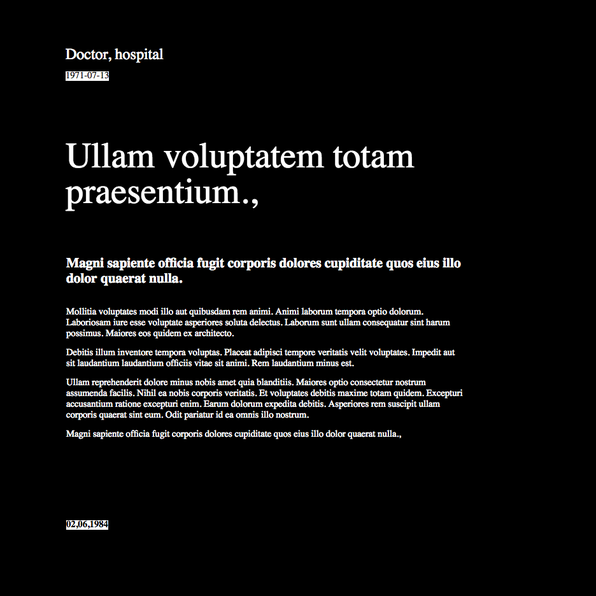 Doctor, hospital
1971-07-13
Ullam voluptatem totam
praesentium.,
Magni sapiente officia fugit corporis dolores cupiditate quos eius illo
dolor quaerat nulla.
Mollitia voluptates modi illo aut quibusdam rem animi. Animi laborum tempora optio dolorum.
Laboriosam iure esse voluptate asperiores soluta delectus. Laborum sunt ullam consequatur sint harum
possimus. Maiores eos quidem ex architecto.
Debitis illum inventore tempora voluptas. Placeat adipisci tempore veritatis velit voluptates. Impedit aut
sit laudantium laudantium officiis vitae sit animi. Rem laudantium minus est.
Ullam reprehenderit dolore minus nobis amet quia blanditiis. Maiores optio consectetur nostrum
assumenda facilis. Nihil ea nobis corporis veritatis. Et voluptates debitis maxime totam quidem. Excepturi
accusantium ratione excepturi enim. Earum dolorum expedita debitis. Asperiores rem suscipit ullam
corporis quaerat sint eum. Odit pariatur id ea omnis illo nostrum.
Magni sapiente officia fugit corporis dolores cupiditate quos eius illo dolor quaerat nulla.,
02,06,1984